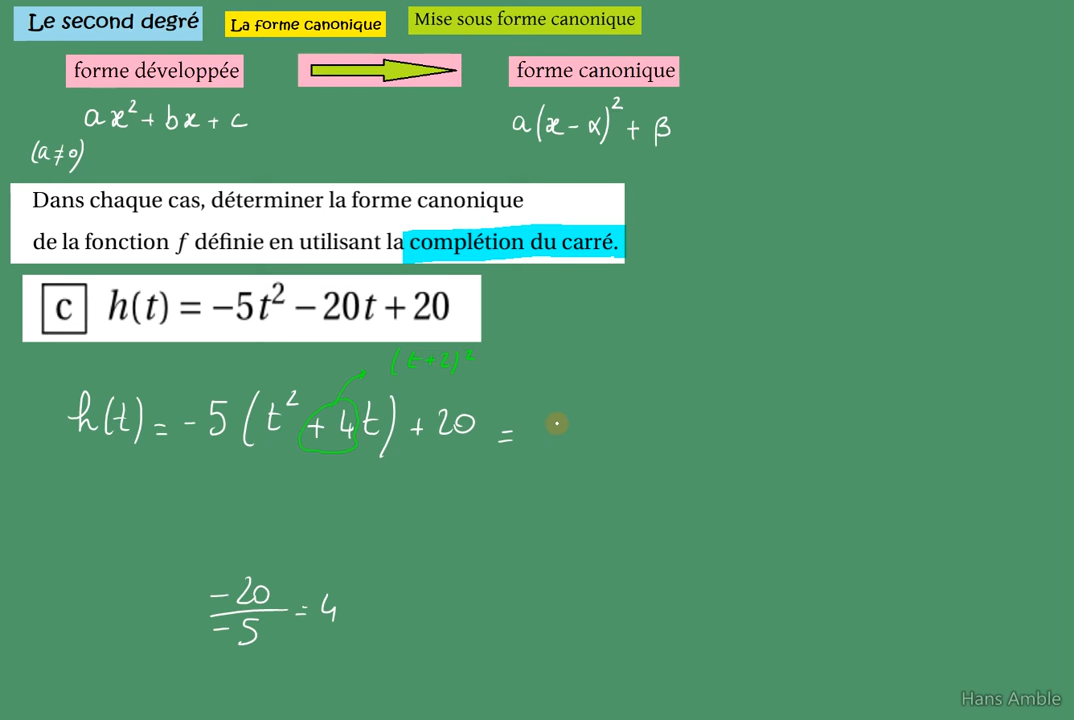 Le second degré La forme canonique Mise sous forme canonique
forme développée forme canonique
ax² + bx + c a(x - α)² + β
(a ≠ 0)
Dans chaque cas, déterminer la forme canonique
de la fonction f définie en utilisant la complétion du carré.
c h(t) = −5t² − 20t + 20
(t+2)²
h(t) = - 5 (t² + 4t) + 20 =
-20/-5 = 4
Hans Amble